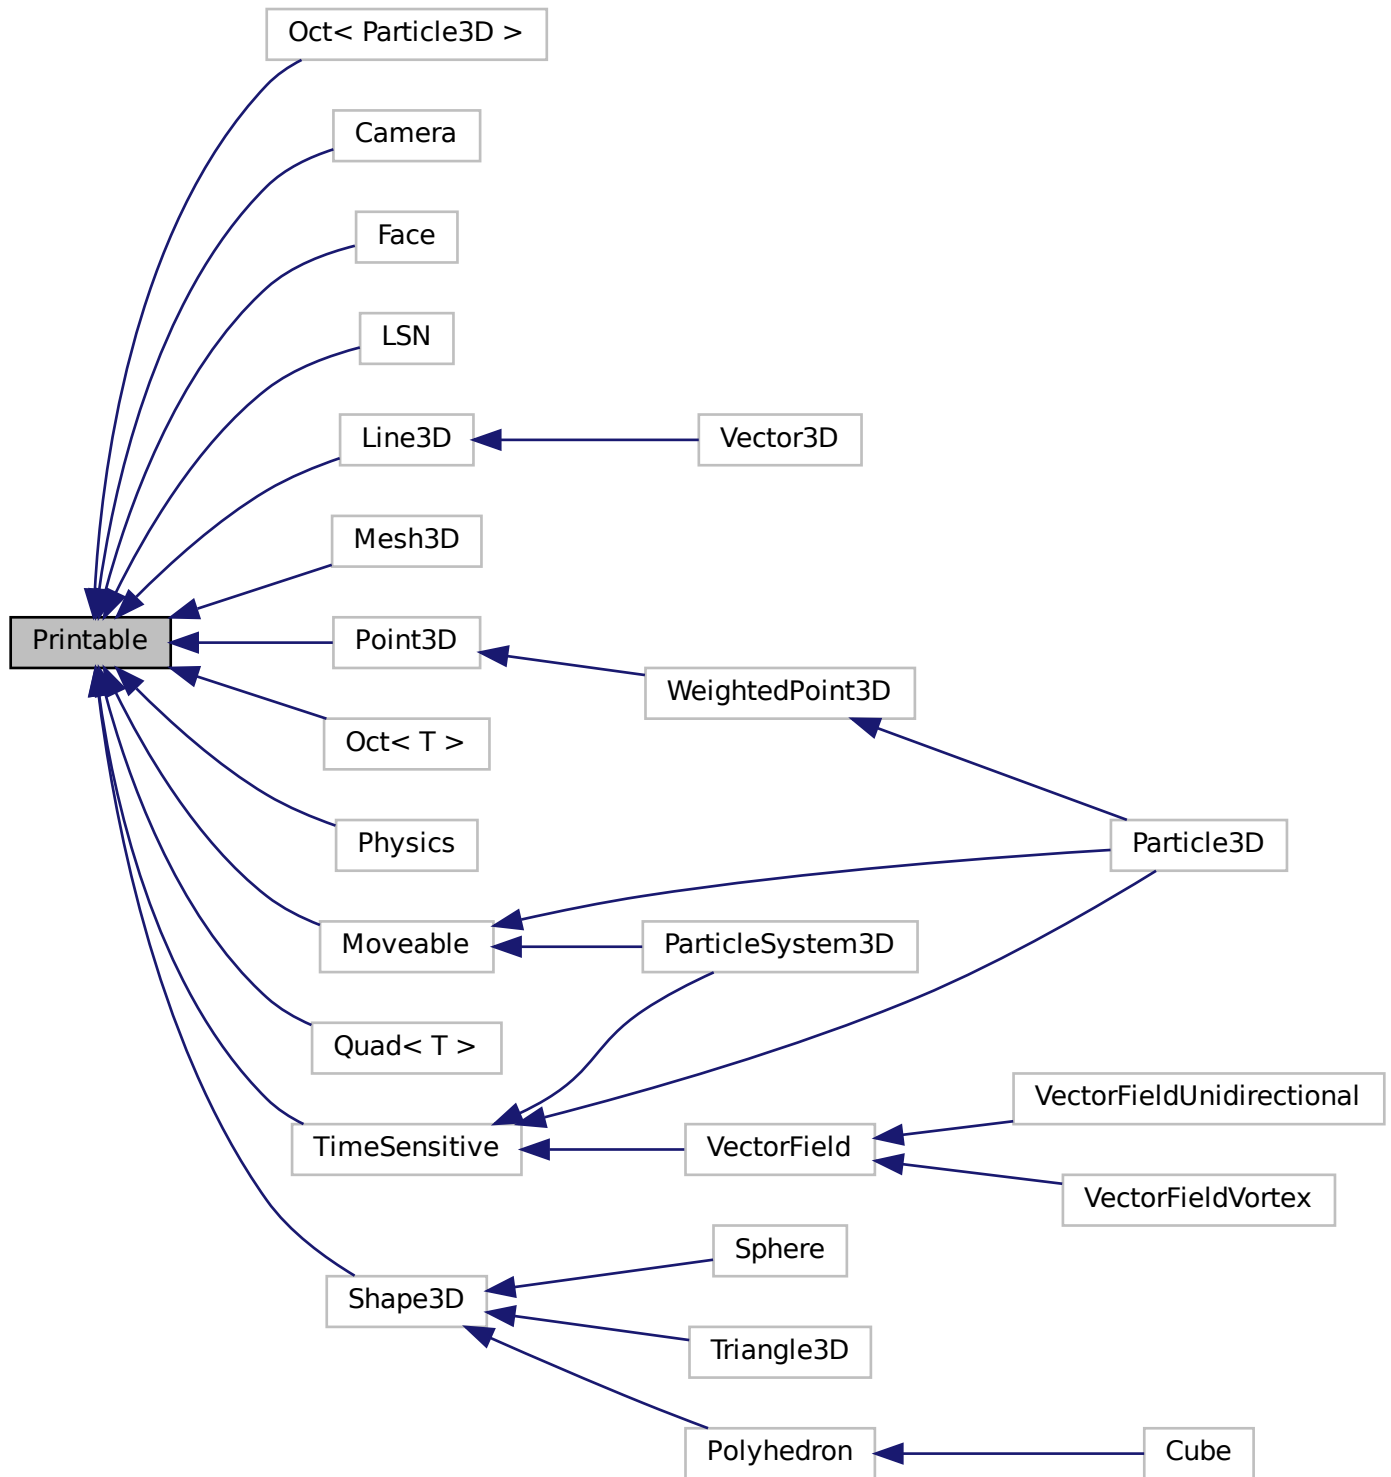 Oct< Particle3D >
Camera
Face
LSN
Line3D
Vector3D
Mesh3D
Printable
Point3D
WeightedPoint3D
Oct< T >
Physics
Particle3D
Moveable
ParticleSystem3D
Quad< T >
VectorFieldUnidirectional
TimeSensitive
VectorField
VectorFieldVortex
Sphere
Shape3D
Triangle3D
Polyhedron
Cube